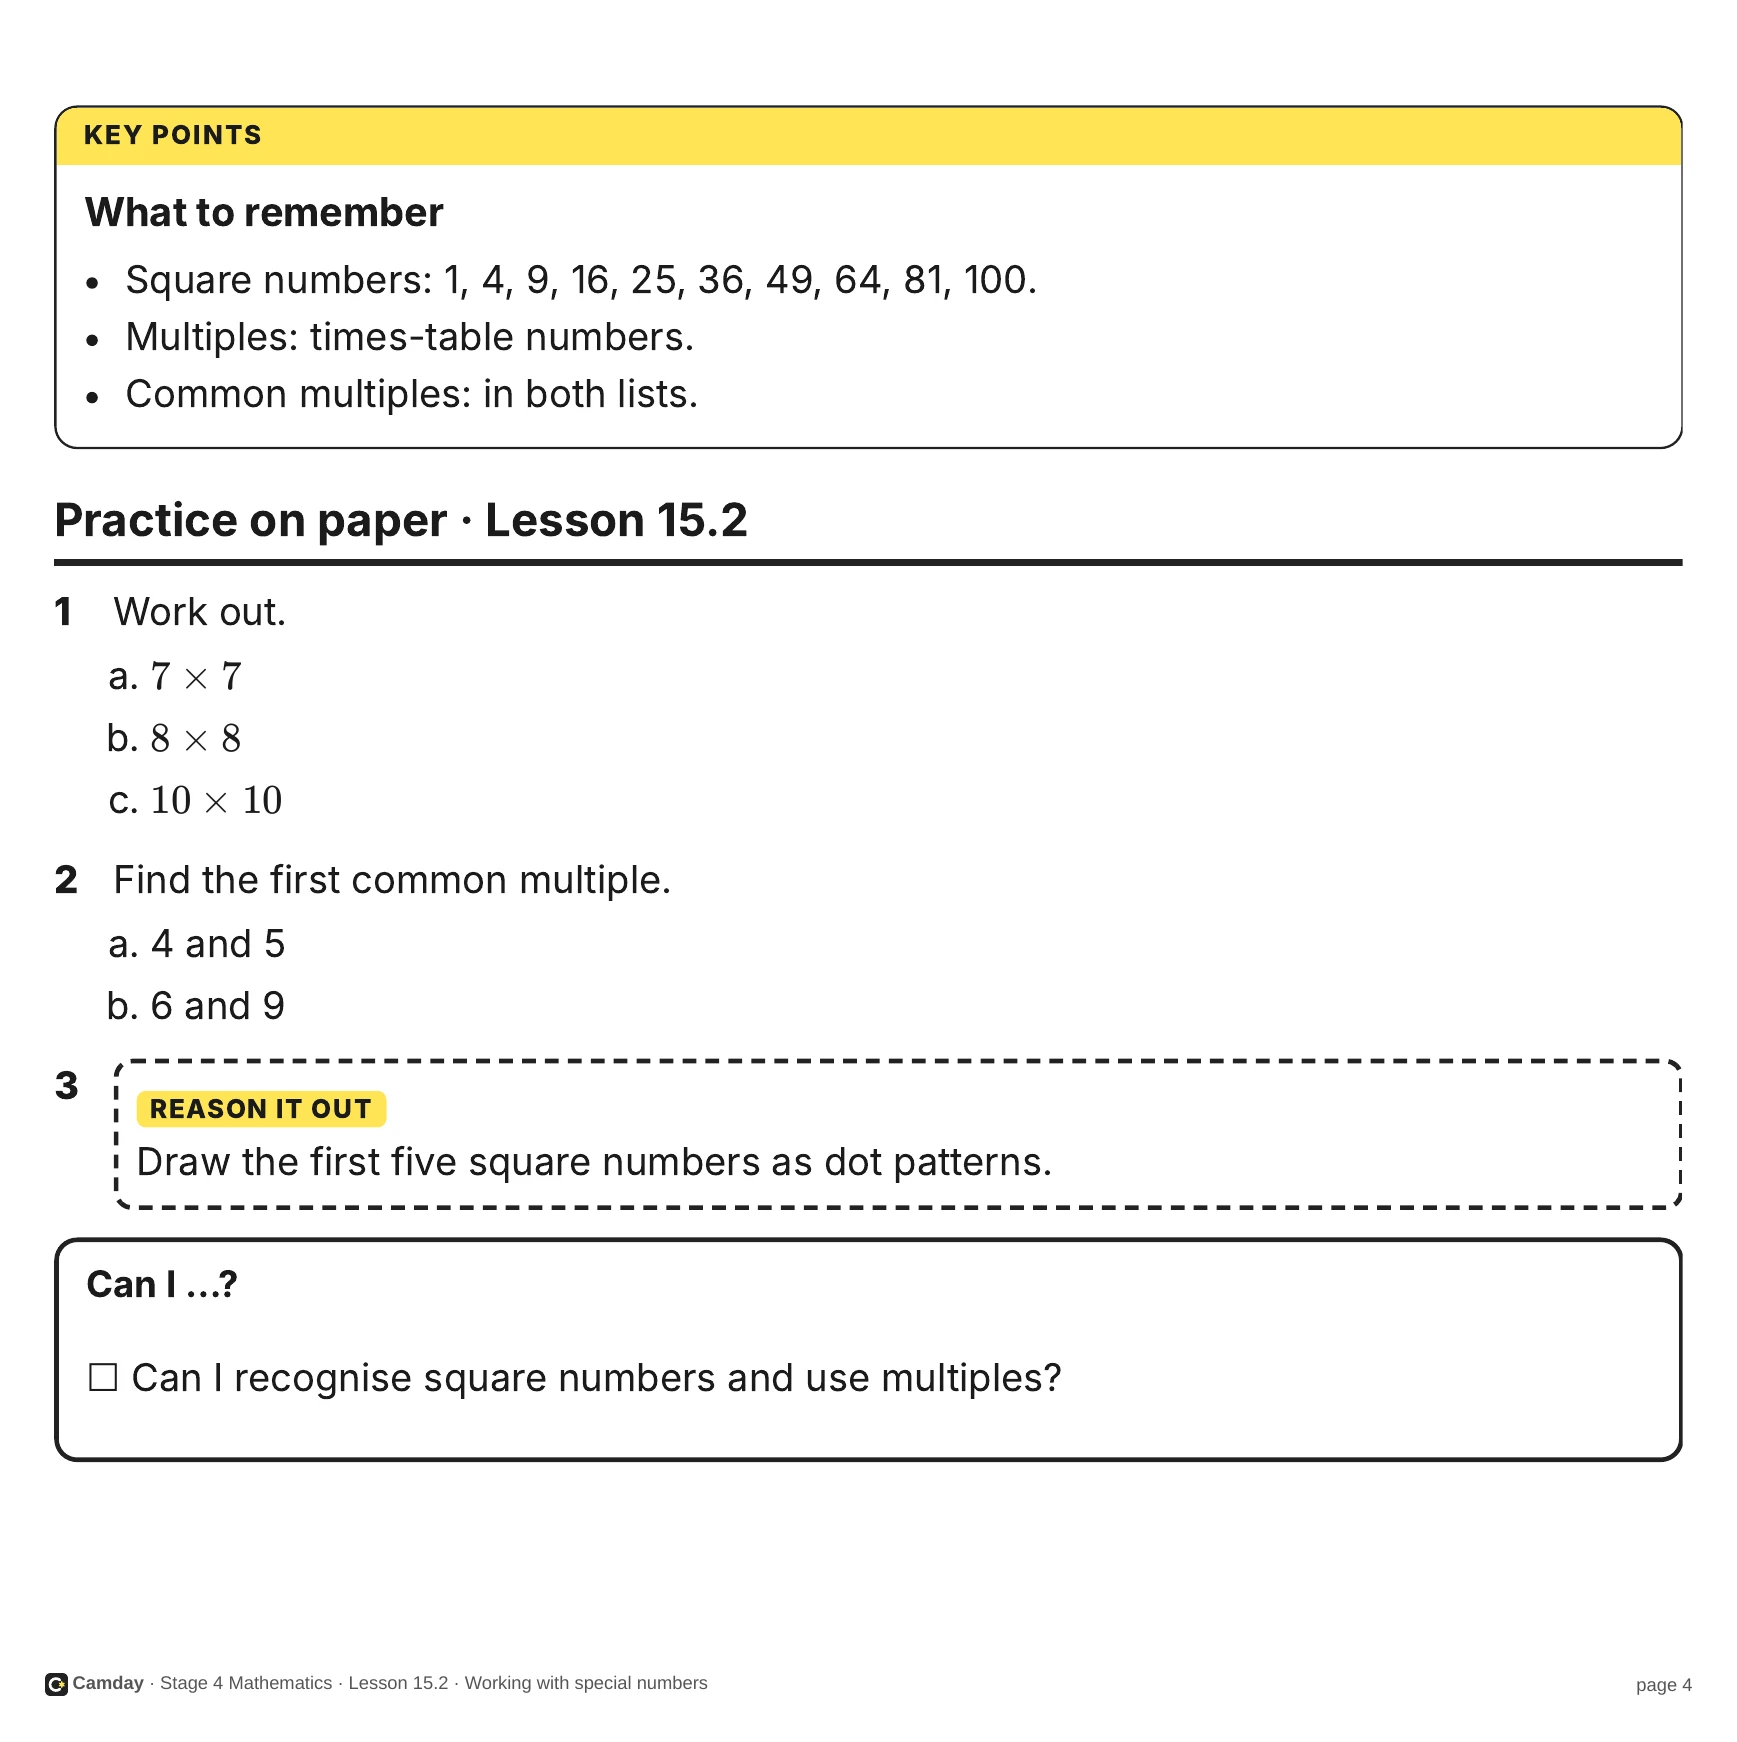 KEY POINTS
What to remember
• Square numbers: 1, 4, 9, 16, 25, 36, 49, 64, 81, 100.
• Multiples: times-table numbers.
• Common multiples: in both lists.
Practice on paper · Lesson 15.2
1 Work out.
a. 7 × 7
b. 8 × 8
c. 10 × 10
2 Find the first common multiple.
a. 4 and 5
b. 6 and 9
3
REASON IT OUT
Draw the first five square numbers as dot patterns.
Can I …?
☐ Can I recognise square numbers and use multiples?
Camday · Stage 4 Mathematics · Lesson 15.2 · Working with special numbers
page 4